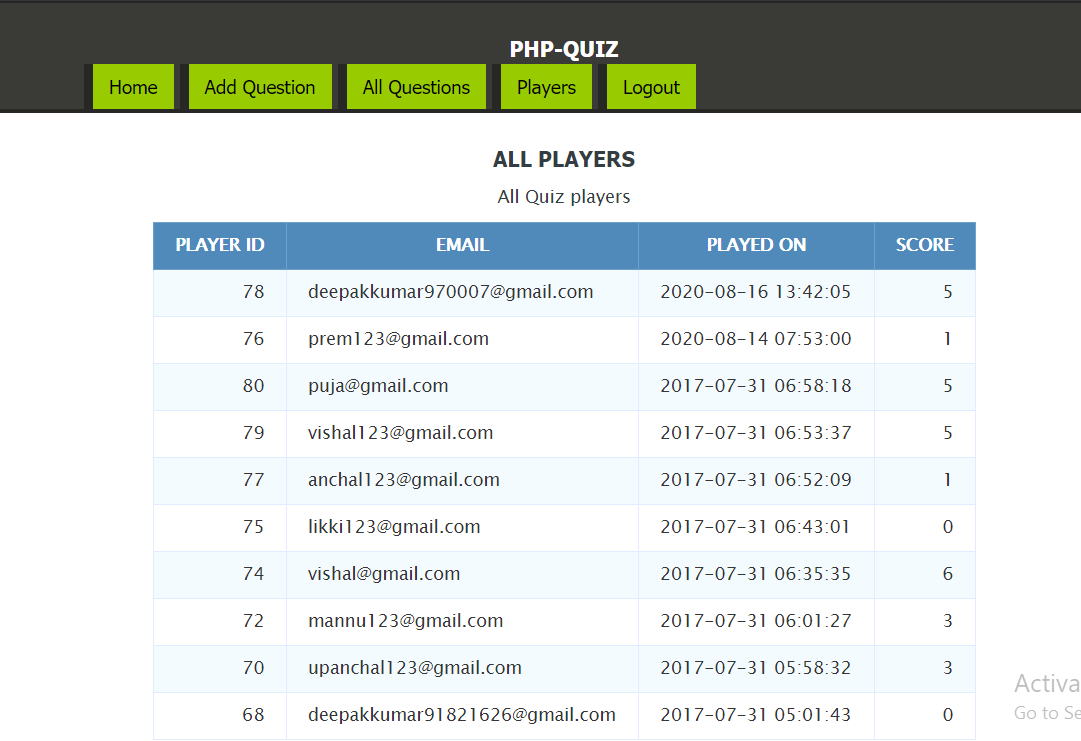 PHP-QUIZ
Home Add Question All Questions Players Logout
ALL PLAYERS
All Quiz players
PLAYER ID EMAIL PLAYED ON SCORE
78 deepakkumar970007@gmail.com 2020-08-16 13:42:05 5
76 prem123@gmail.com 2020-08-14 07:53:00 1
80 puja@gmail.com 2017-07-31 06:58:18 5
79 vishal123@gmail.com 2017-07-31 06:53:37 5
77 anchal123@gmail.com 2017-07-31 06:52:09 1
75 likki123@gmail.com 2017-07-31 06:43:01 0
74 vishal@gmail.com 2017-07-31 06:35:35 6
72 mannu123@gmail.com 2017-07-31 06:01:27 3
70 upanchal123@gmail.com 2017-07-31 05:58:32 3
Activa
Go to Se
68 deepakkumar91821626@gmail.com 2017-07-31 05:01:43 0